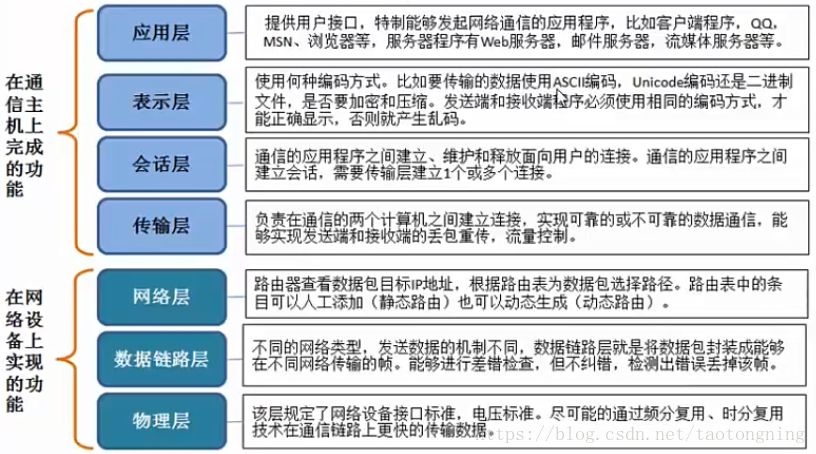 在通
信主
机上
完成
的功
能
应用层
提供用户接口，特制能够发起网络通信的应用程序，比如客户端程序，QQ，
MSN、浏览器等，服务器程序有Web服务器，邮件服务器，流媒体服务器等。
表示层
使用何种编码方式。比如要传输的数据使用ASCII编码，Unicode编码还是二进制
文件，是否要加密和压缩。发送端和接收端程序必须使用相同的编码方式，才
能正确显示，否则就产生乱码。
会话层
通信的应用程序之间建立、维护和释放面向用户的连接。通信的应用程序之间
建立会话，需要传输层建立1个或多个连接。
传输层
负责在通信的两个计算机之间建立连接，实现可靠的或不可靠的数据通信，能
够实现发送端和接收端的丢包重传，流量控制。
在网
络设
备上
实现
的功
能
网络层
路由器查看数据包目标IP地址，根据路由表为数据包选择路径。路由表中的条
目可以人工添加（静态路由）也可以动态生成（动态路由）。
数据链路层
不同的网络类型，发送数据的机制不同，数据链路层就是将数据包封装成能够
在不同网络传输的帧。能够进行差错检查，但不纠错，检测出错误丢掉该帧。
物理层
该层规定了网络设备接口标准，电压标准。尽可能的通过频分复用、时分复用
技术在通信链路上更快的传输数据。
https://blog.csdn.net/taotongning